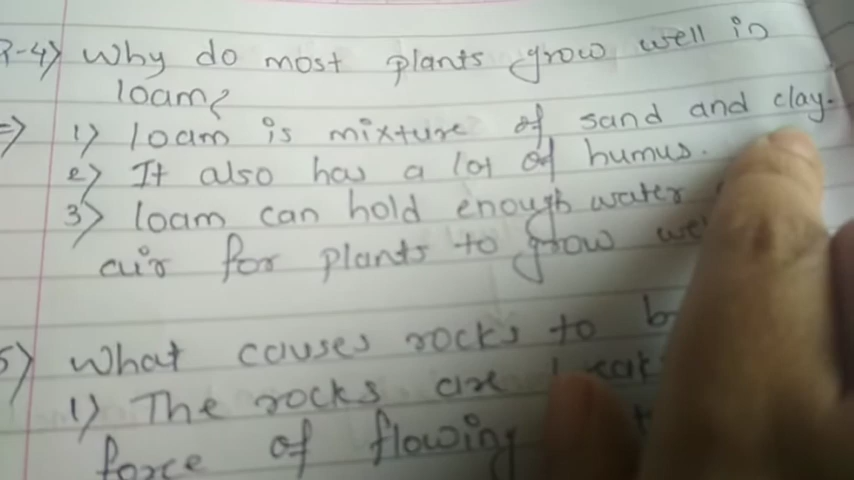 Q-4) Why do most plants grow well in
loam?
=> 1) loam is mixture of sand and clay.
2) It also has a lot of humus.
3) loam can hold enough water
air for plants to grow
5) What causes rocks to
1) The rocks are
force of flowing